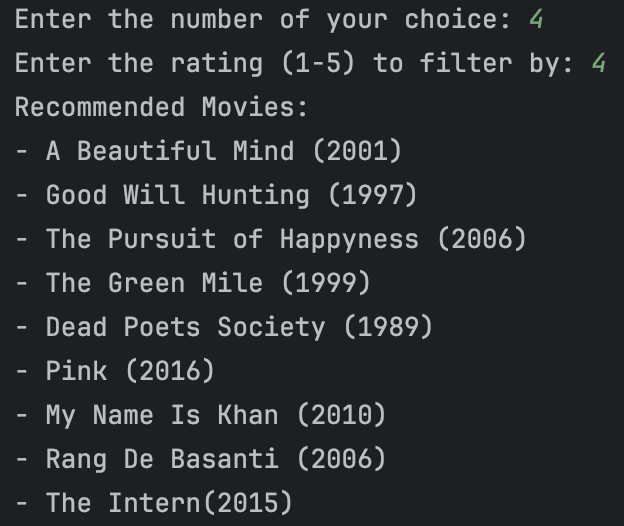 Enter the number of your choice: 4
Enter the rating (1-5) to filter by: 4
Recommended Movies:
- A Beautiful Mind (2001)
- Good Will Hunting (1997)
- The Pursuit of Happyness (2006)
- The Green Mile (1999)
- Dead Poets Society (1989)
- Pink (2016)
- My Name Is Khan (2010)
- Rang De Basanti (2006)
- The Intern(2015)